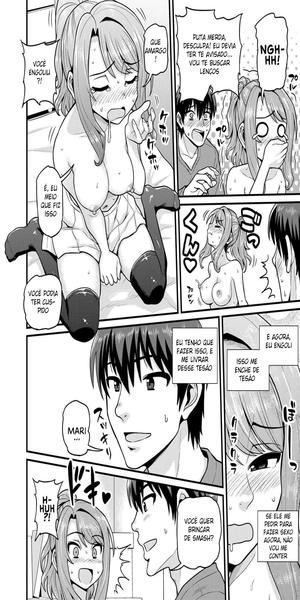 NGH-
HH!
PUTA MERDA,
DESCULPA! EU DEVIA
TER TE AVISADO...
VOU TE BUSCAR
LENÇOS
QUE
AMARGO
VOCÊ
ENGOLIU
?!
É, EU
MEIO
QUE FIZ
ISSO
VOCÊ PODIA
TER CUS-
PIDO
E AGORA,
EU ENGOLI
ISSO ME
ENCHE DE
TESÃO
EU TENHO QUE
FAZER ISSO, E
ME LIVRAR
DESSE TESÃO
MARI
...
SE ELE ME
PEDIR PARA
FAZER SEXO
AGORA, NÃO VOU
ME CONTER
VOCÊ QUER
BRINCAR
DE SMASH?
H-
HUH
?!